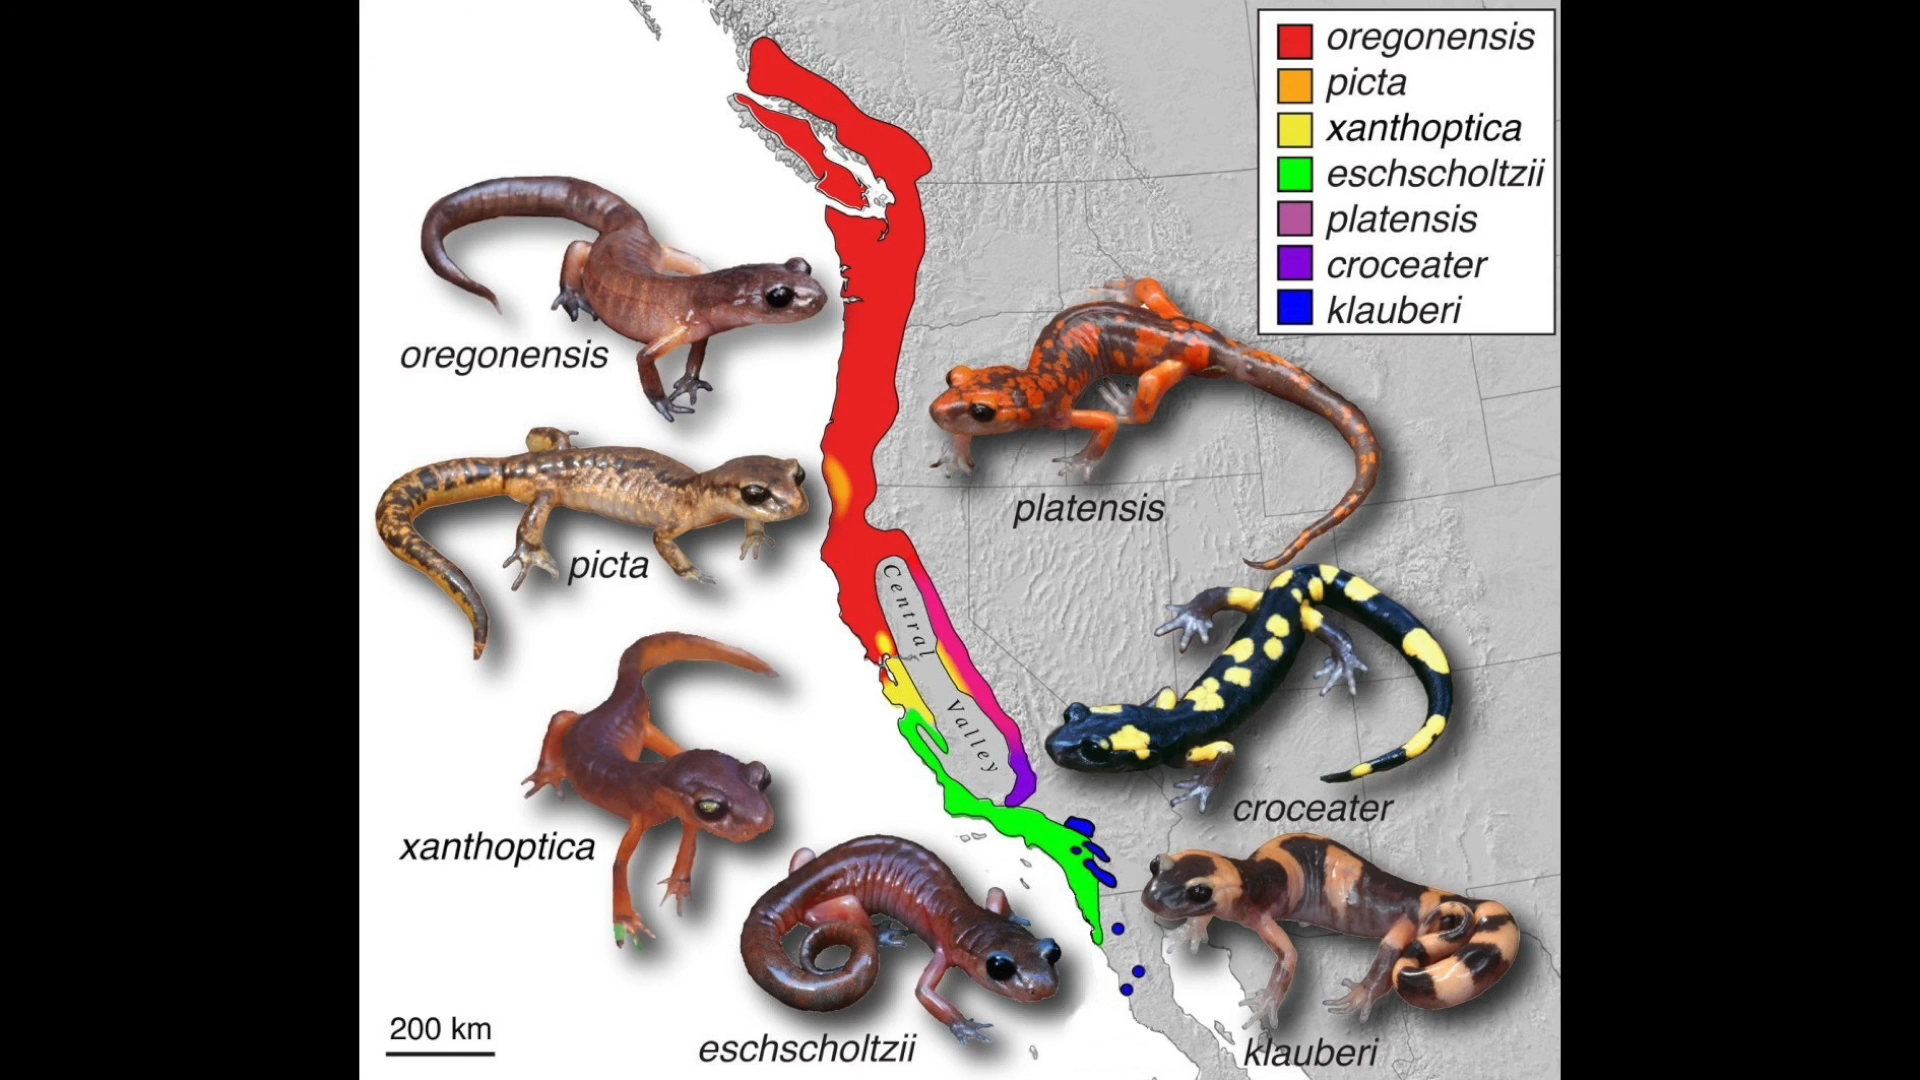 oregonensis
picta
xanthoptica
eschscholtzii
platensis
croceater
klauberi
oregonensis
platensis
picta
Central
Valley
xanthoptica
croceater
eschscholtzii
klauberi
200 km